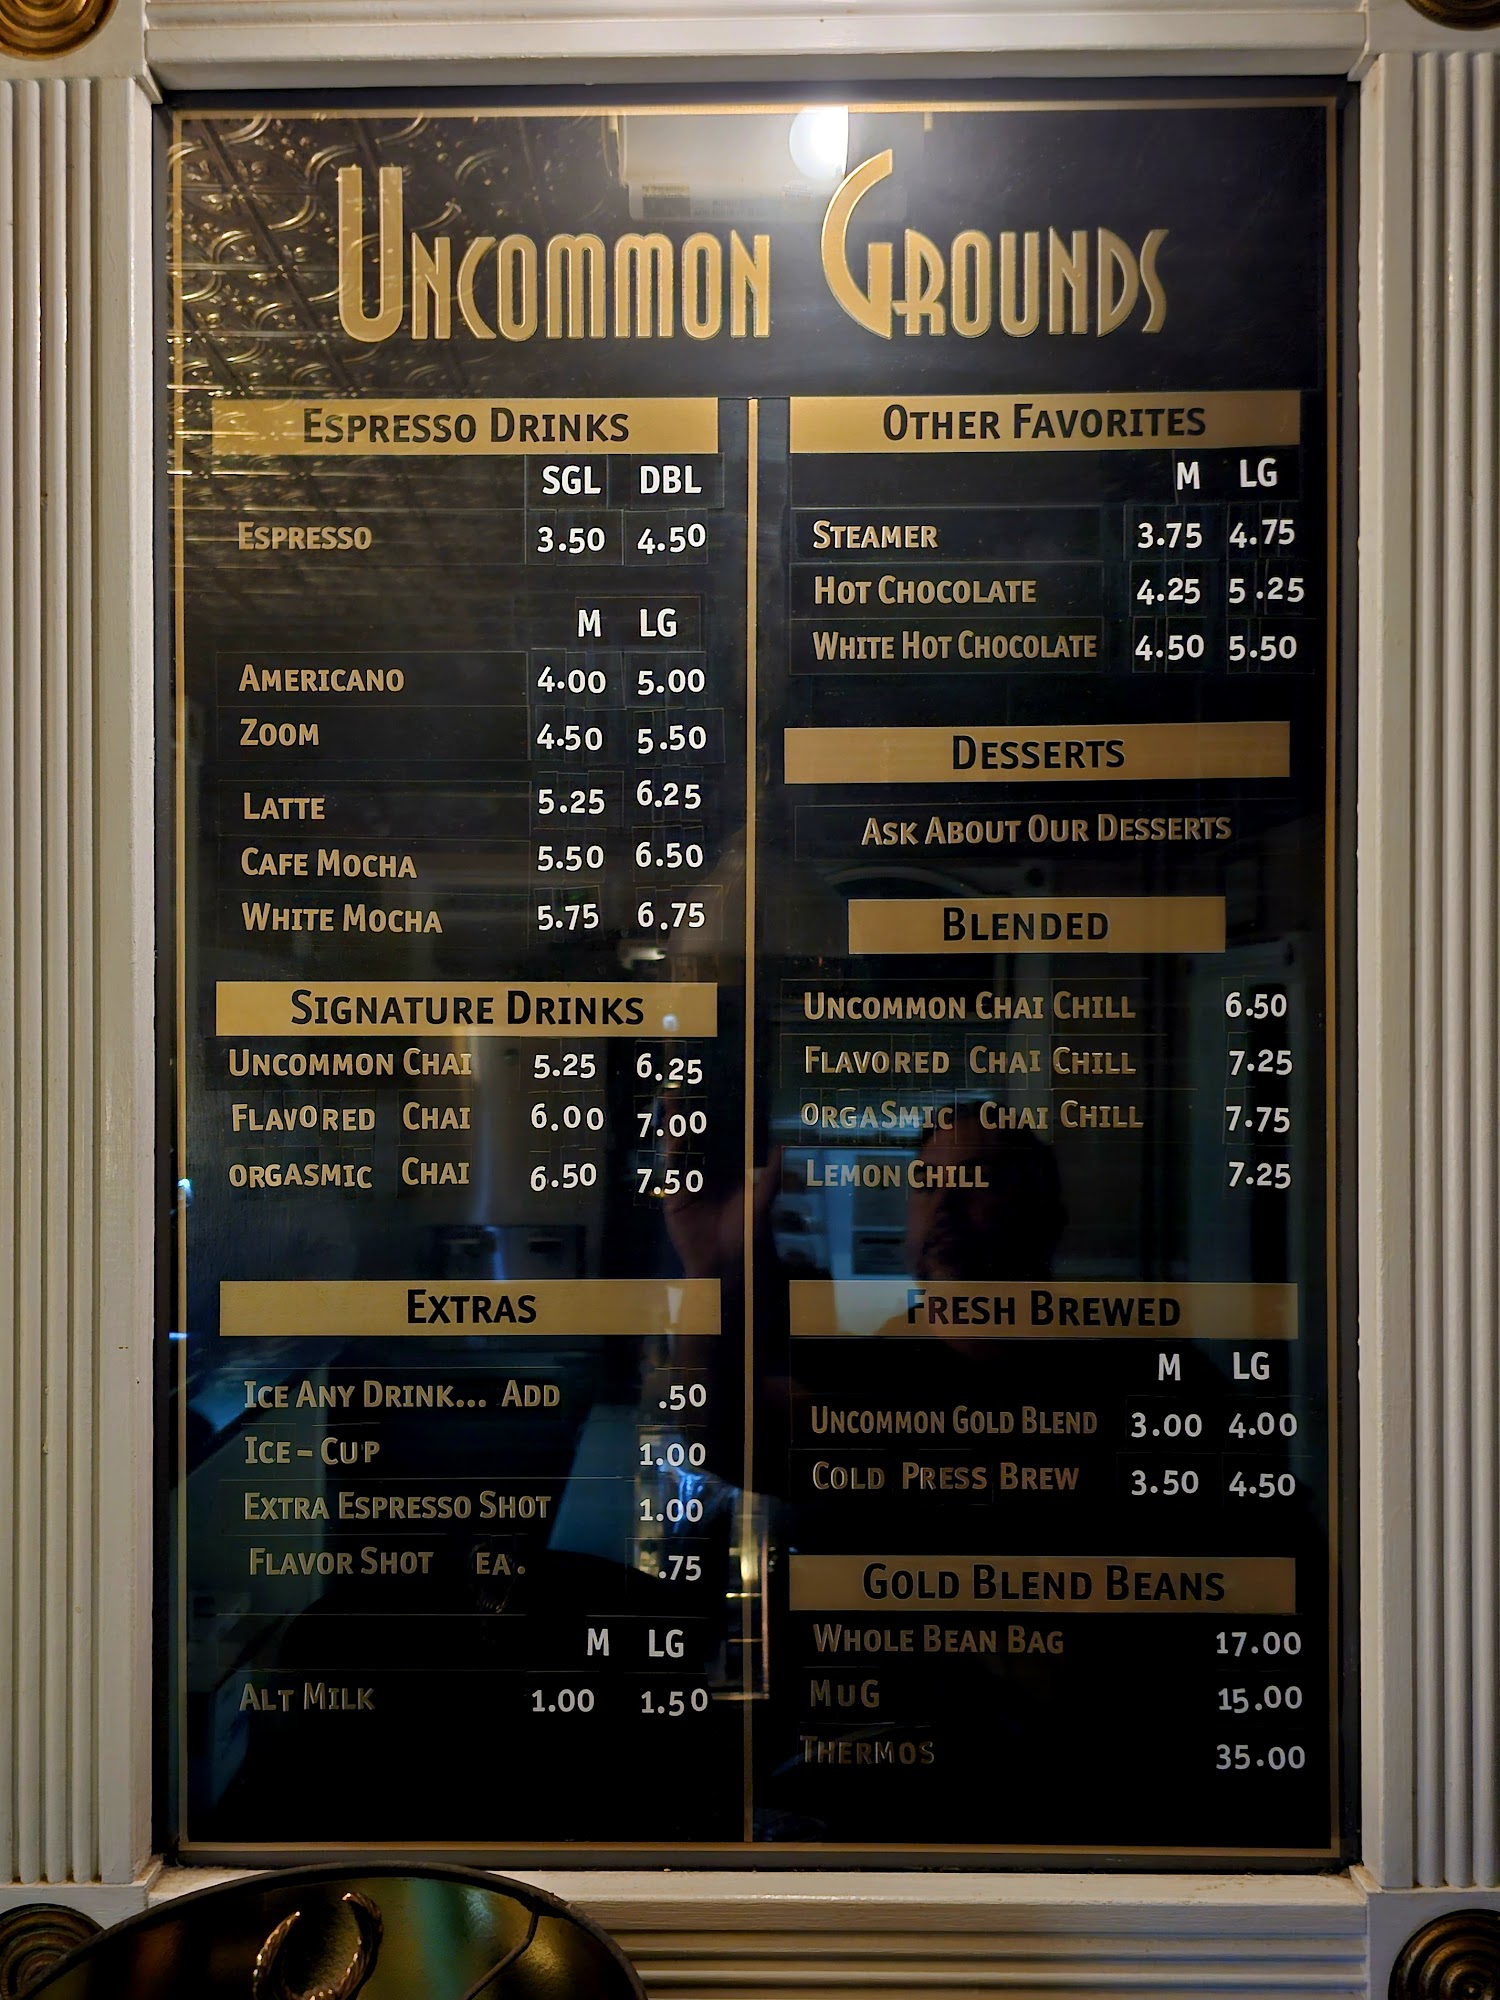 Uncommon Grounds
Espresso Drinks
SGL DBL
Espresso 3.50 4.50
M LG
Americano 4.00 5.00
Zoom 4.50 5.50
Latte 5.25 6.25
Cafe Mocha 5.50 6.50
White Mocha 5.75 6.75
Signature Drinks
Uncommon Chai 5.25 6.25
Flavored Chai 6.00 7.00
Orgasmic Chai 6.50 7.50
Extras
Ice Any Drink... Add .50
Ice-Cup 1.00
Extra Espresso Shot 1.00
Flavor Shot ea. .75
M LG
Alt Milk 1.00 1.50
Other Favorites
M LG
Steamer 3.75 4.75
Hot Chocolate 4.25 5.25
White Hot Chocolate 4.50 5.50
Desserts
Ask About Our Desserts
Blended
Uncommon Chai Chill 6.50
Flavored Chai Chill 7.25
Orgasmic Chai Chill 7.75
Lemon Chill 7.25
Fresh Brewed
M LG
Uncommon Gold Blend 3.00 4.00
Cold Press Brew 3.50 4.50
Gold Blend Beans
Whole Bean Bag 17.00
Mug 15.00
Thermos 35.00